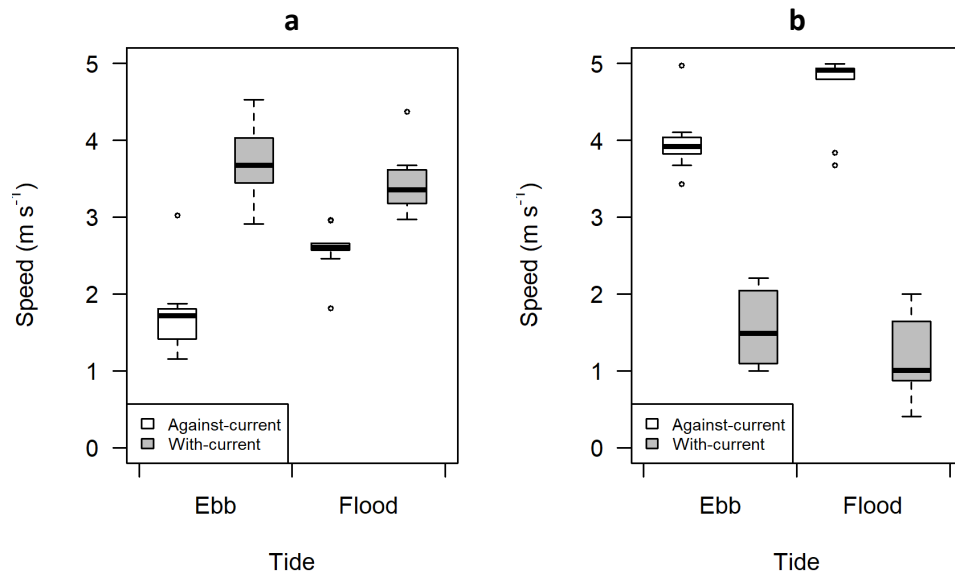 a
5
4
3
2
1
0
Speed (m s⁻¹)
Against-current
With-current
Ebb
Flood
Tide
b
5
4
3
2
1
0
Speed (m s⁻¹)
Against-current
With-current
Ebb
Flood
Tide